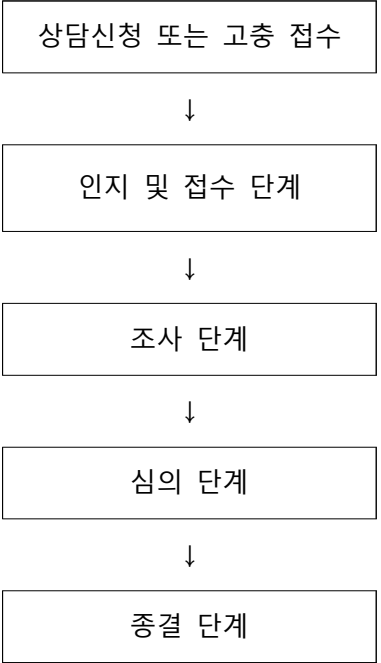 상담신청 또는 고충 접수
↓
인지 및 접수 단계
↓
조사 단계
↓
심의 단계
↓
종결 단계